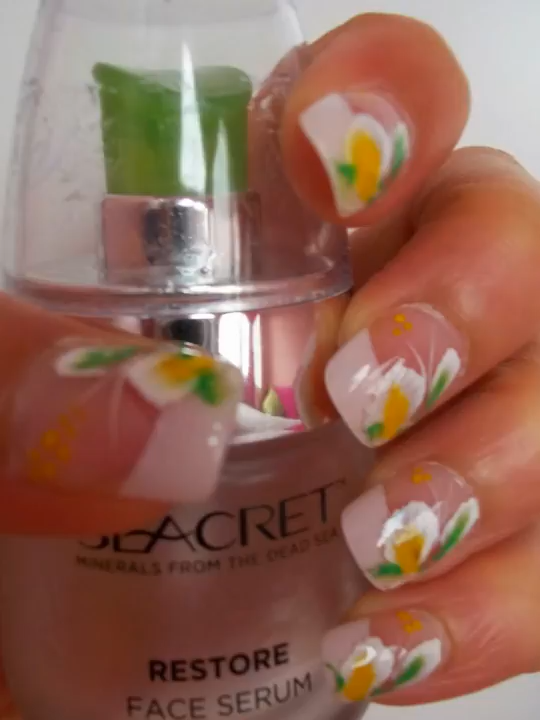 SEACRET
MINERALS FROM THE DEAD SEA
RESTORE
FACE SERUM